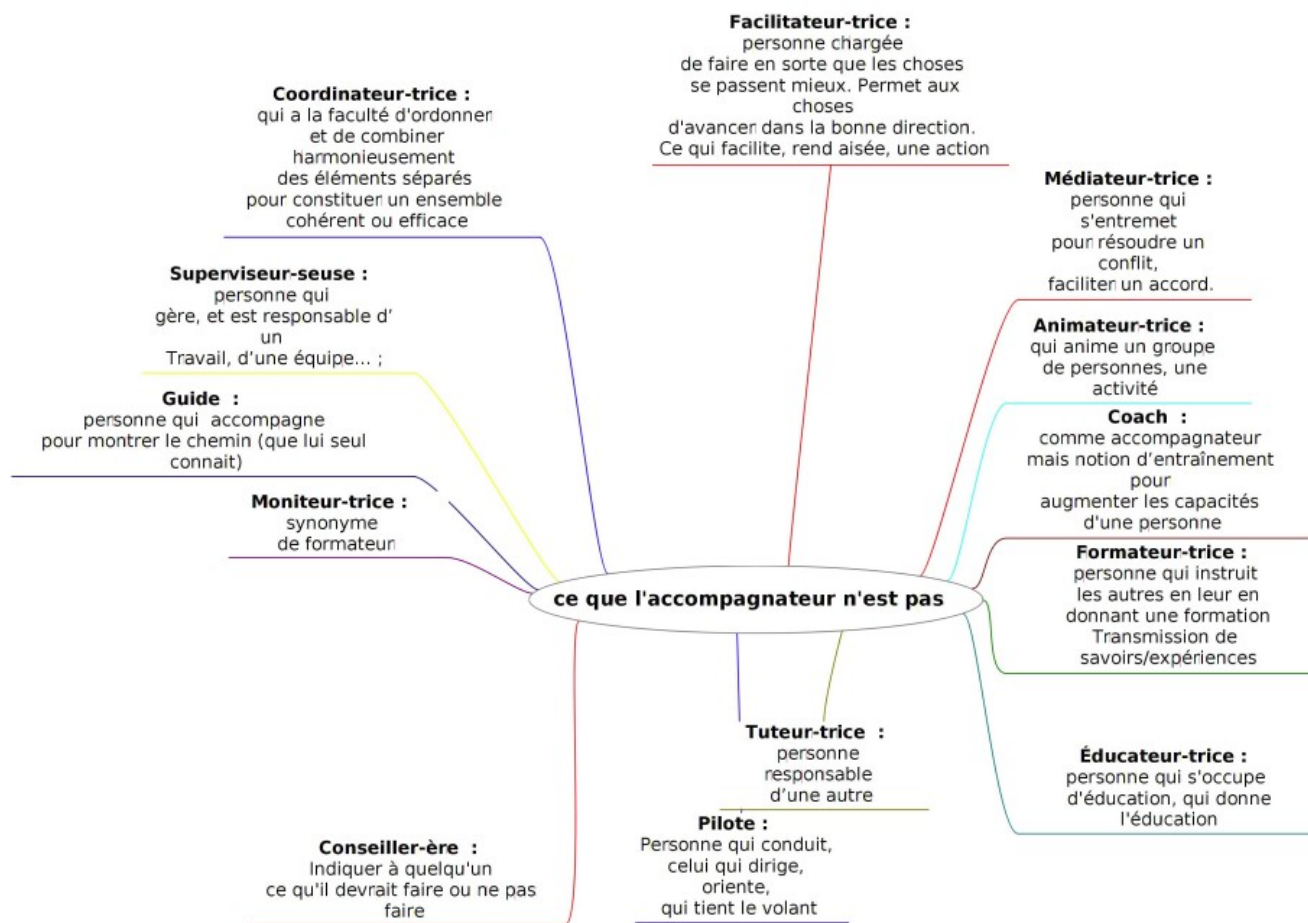 Facilitateur-trice :
personne chargée
de faire en sorte que les choses
se passent mieux. Permet aux
choses
d'avancer dans la bonne direction.
Ce qui facilite, rend aisée, une action
Coordinateur-trice :
qui a la faculté d'ordonner
et de combiner
harmonieusement
des éléments séparés
pour constituer un ensemble
cohérent ou efficace
Médiateur-trice :
personne qui
s'entremet
pour résoudre un
conflit,
faciliter un accord.
Superviseur-seuse :
personne qui
gère, et est responsable d’
un
Travail, d’une équipe... ;
Animateur-trice :
qui anime un groupe
de personnes, une
activité
Guide :
personne qui accompagne
pour montrer le chemin (que lui seul
connait)
Coach :
comme accompagnateur
mais notion d’entraînement
pour
augmenter les capacités
d'une personne
Moniteur-trice :
synonyme
de formateur
Formateur-trice :
personne qui instruit
les autres en leur en
donnant une formation
Transmission de
savoirs/expériences
ce que l'accompagnateur n'est pas
Tuteur-trice :
personne
responsable
d’une autre
Éducateur-trice :
personne qui s'occupe
d'éducation, qui donne
l'éducation
Pilote :
Personne qui conduit,
celui qui dirige,
oriente,
qui tient le volant
Conseiller-ère :
Indiquer à quelqu'un
ce qu'il devrait faire ou ne pas
faire